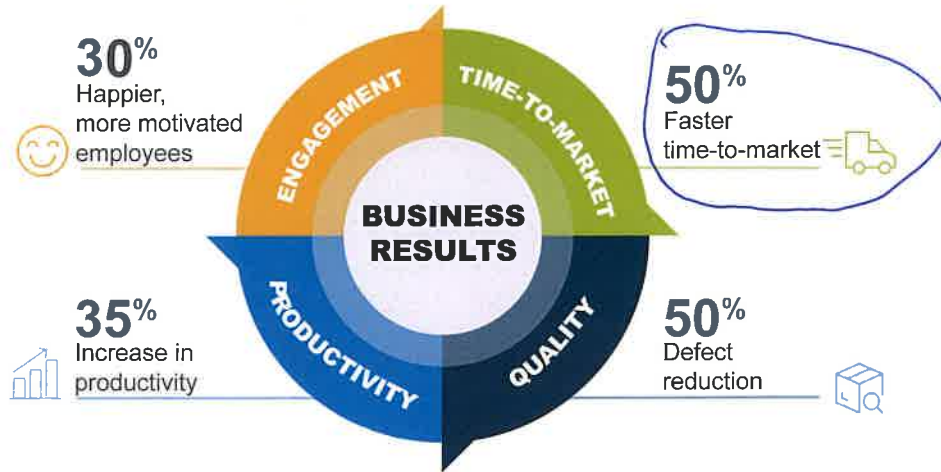 30%
Happier,
more motivated
employees
ENGAGEMENT
TIME-TO-MARKET
50%
Faster
time-to-market
BUSINESS
RESULTS
35%
Increase in
productivity
PRODUCTIVITY
QUALITY
50%
Defect
reduction